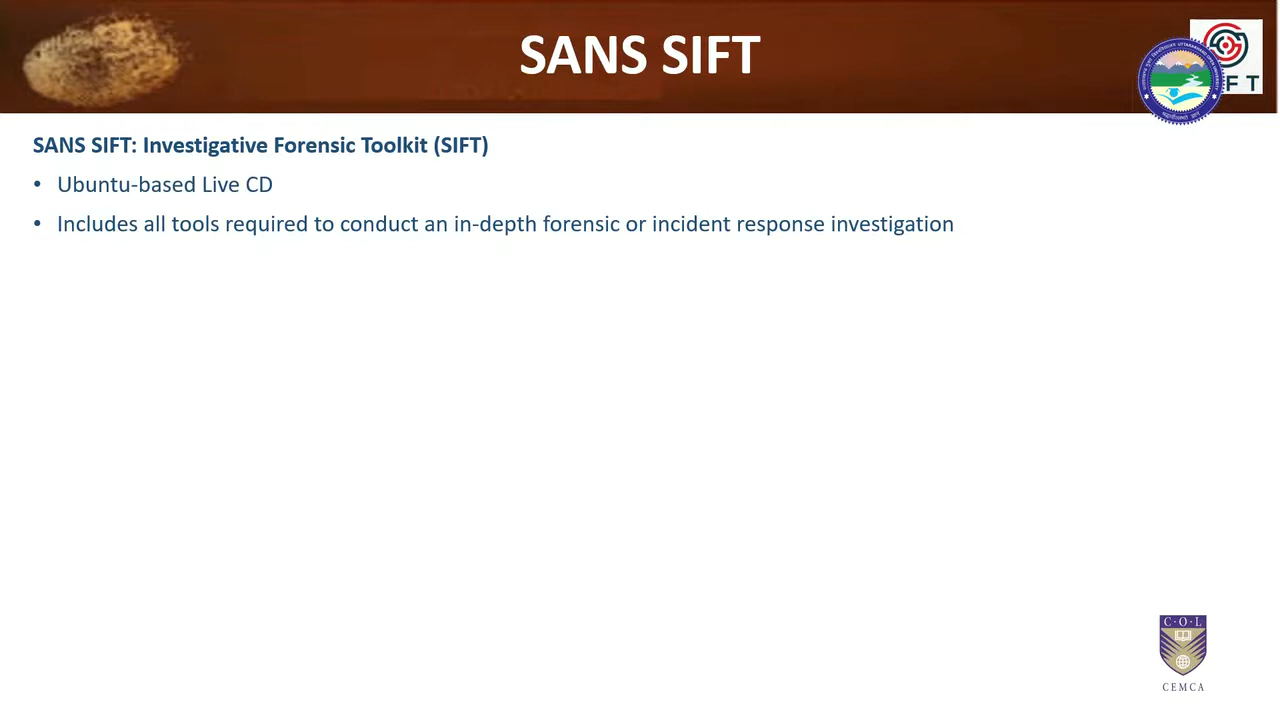 SANS SIFT
F T
SANS SIFT: Investigative Forensic Toolkit (SIFT)
• Ubuntu-based Live CD
• Includes all tools required to conduct an in-depth forensic or incident response investigation
C·O·L
CEMCA